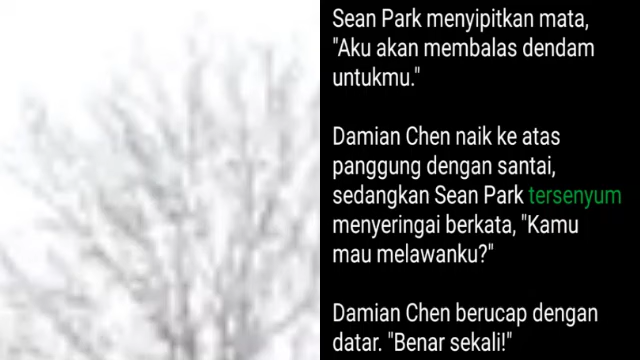 Sean Park menyipitkan mata,
"Aku akan membalas dendam
untukmu."
Damian Chen naik ke atas
panggung dengan santai,
sedangkan Sean Park tersenyum
menyeringai berkata, "Kamu
mau melawanku?"
Damian Chen berucap dengan
datar. "Benar sekali!"